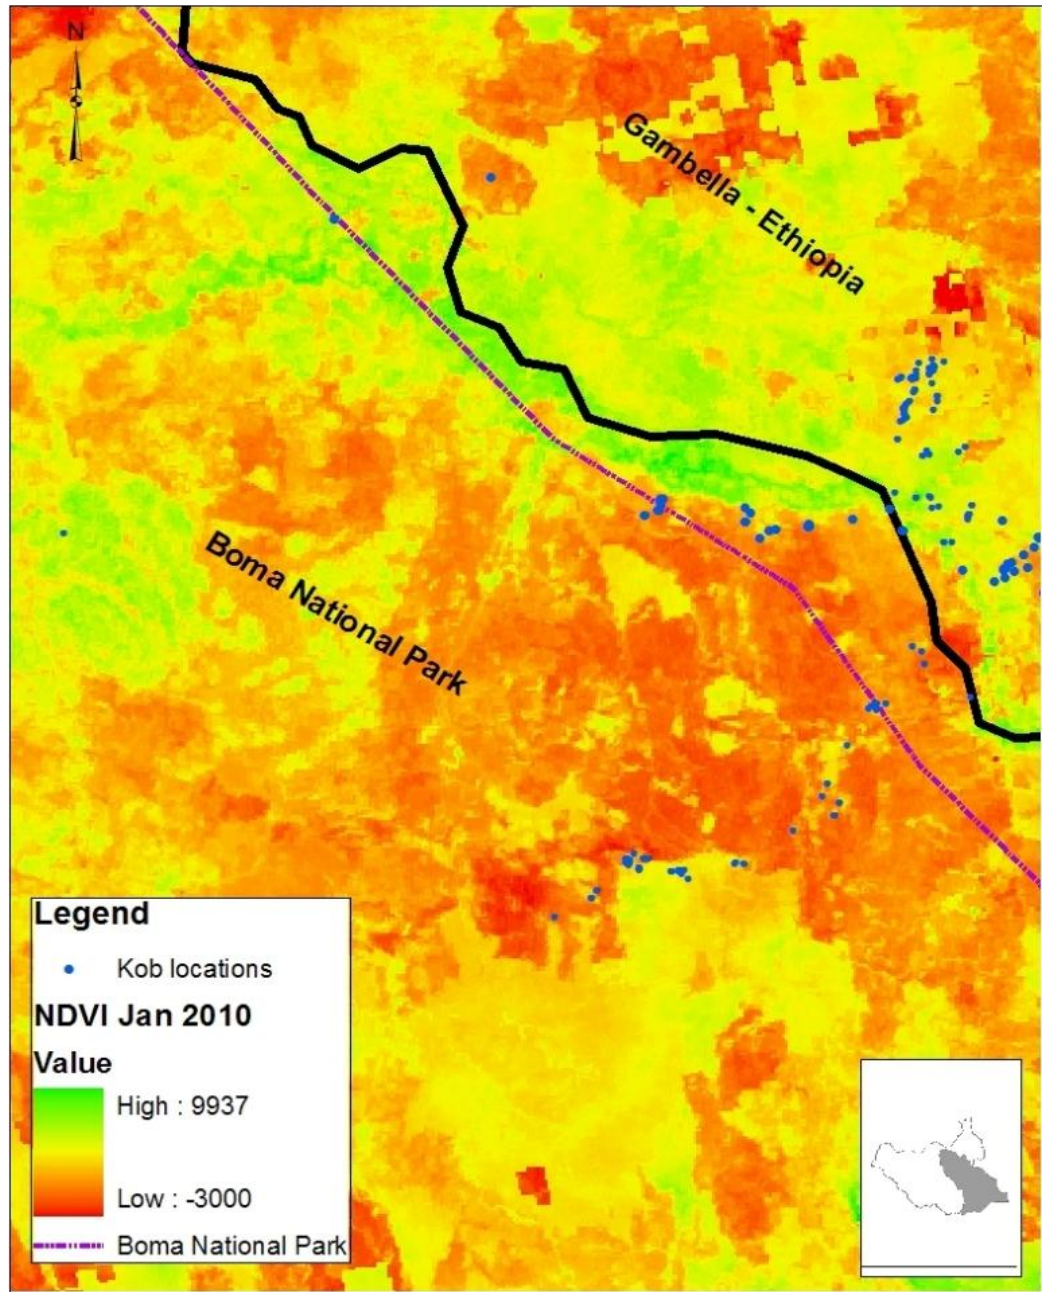 N
Gambella - Ethiopia
Boma National Park
Legend
Kob locations
NDVI Jan 2010
Value
High : 9937
Low : -3000
Boma National Park